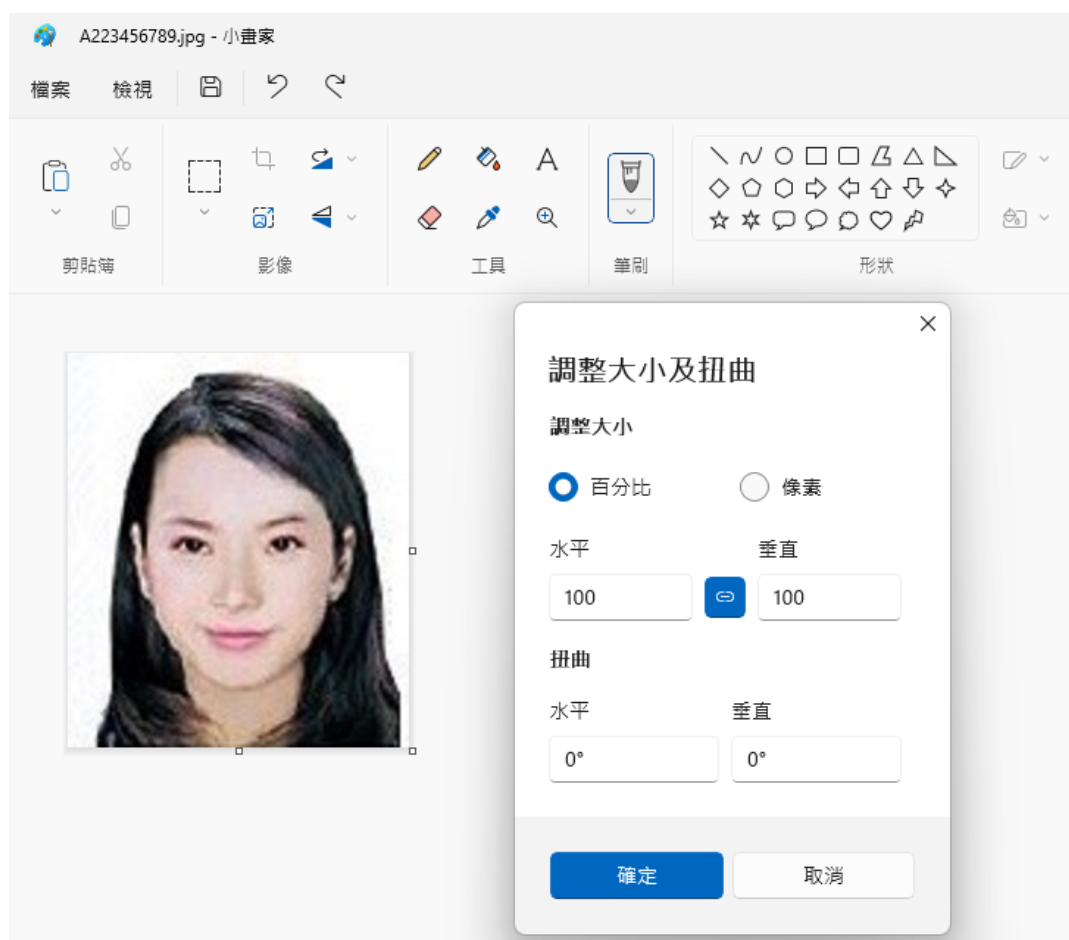 A223456789.jpg - 小畫家
檔案 檢視
A
剪貼簿 影像 工具 筆刷 形狀
調整大小及扭曲
調整大小
百分比 像素
水平 垂直
100 100
扭曲
水平 垂直
0° 0°
確定 取消